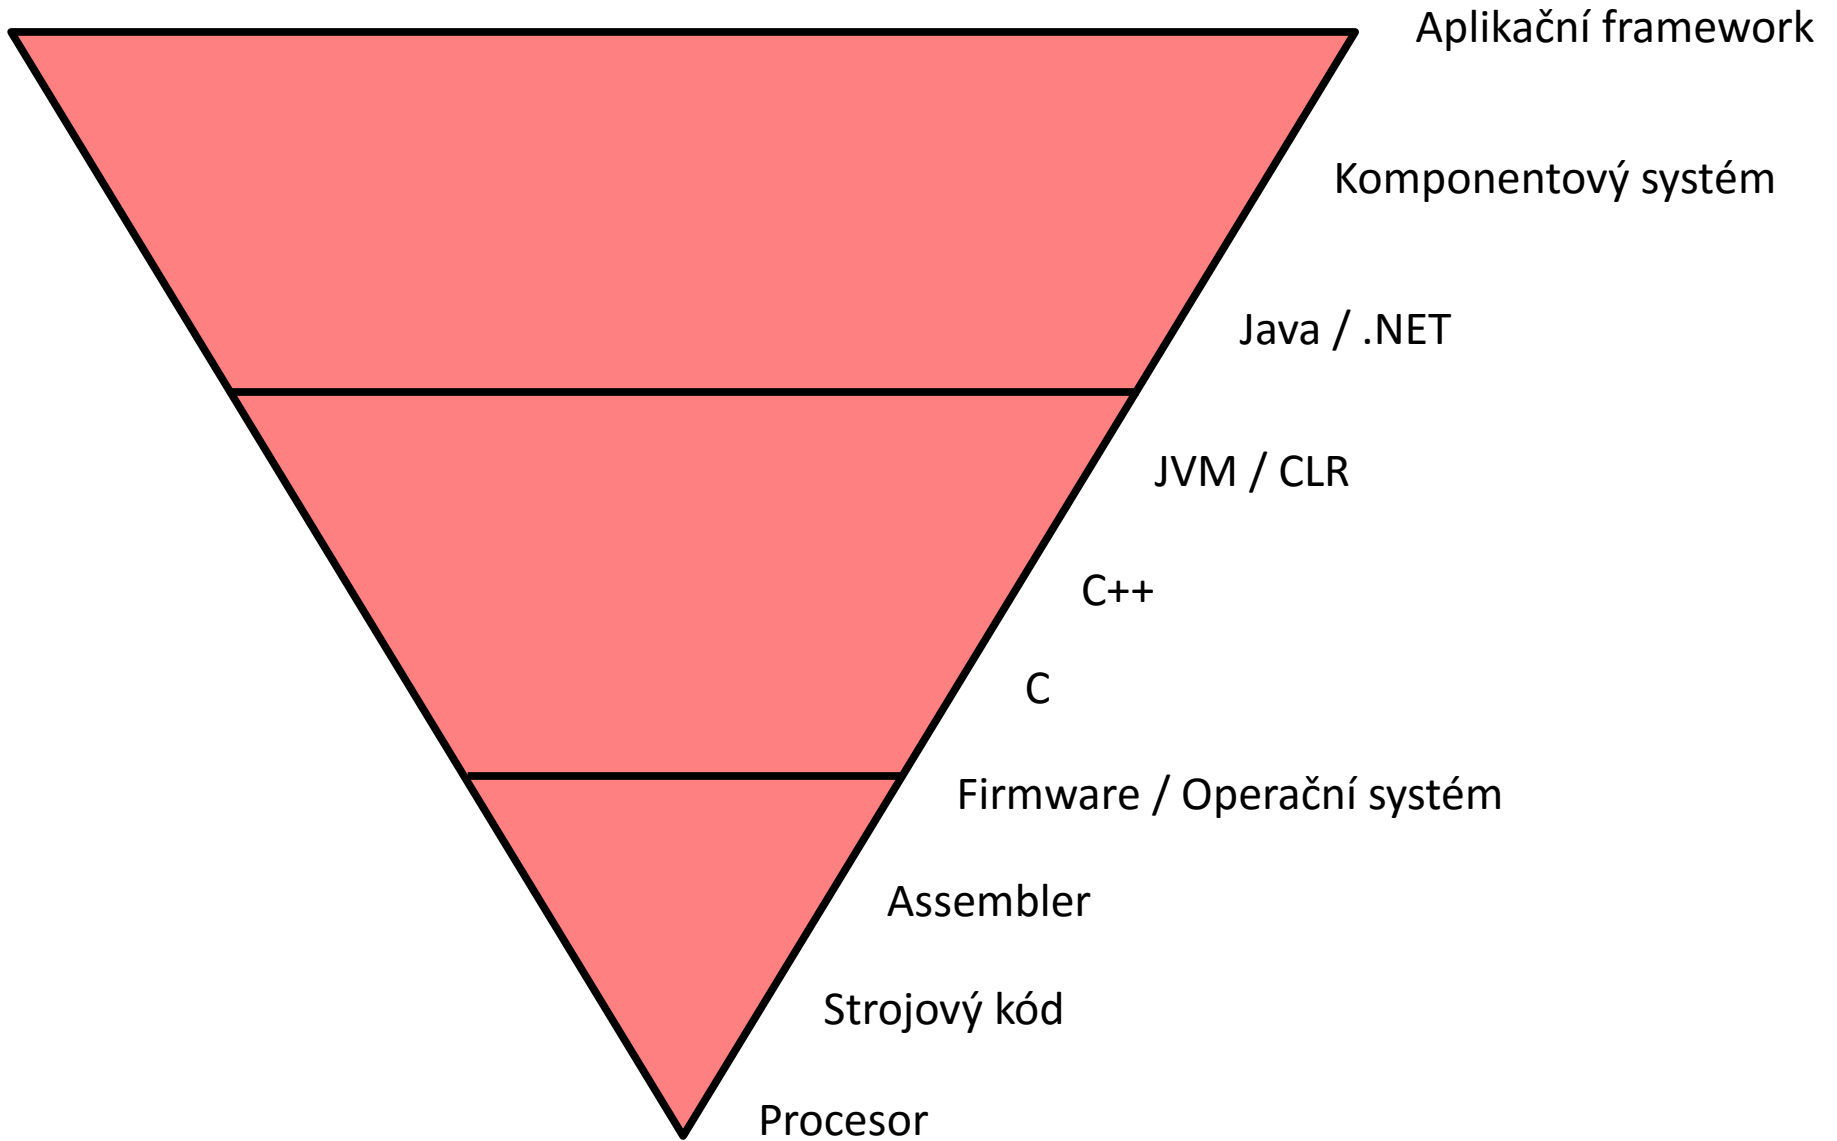 Aplikační framework
Komponentový systém
Java / .NET
JVM / CLR
C++
C
Firmware / Operační systém
Assembler
Strojový kód
Procesor